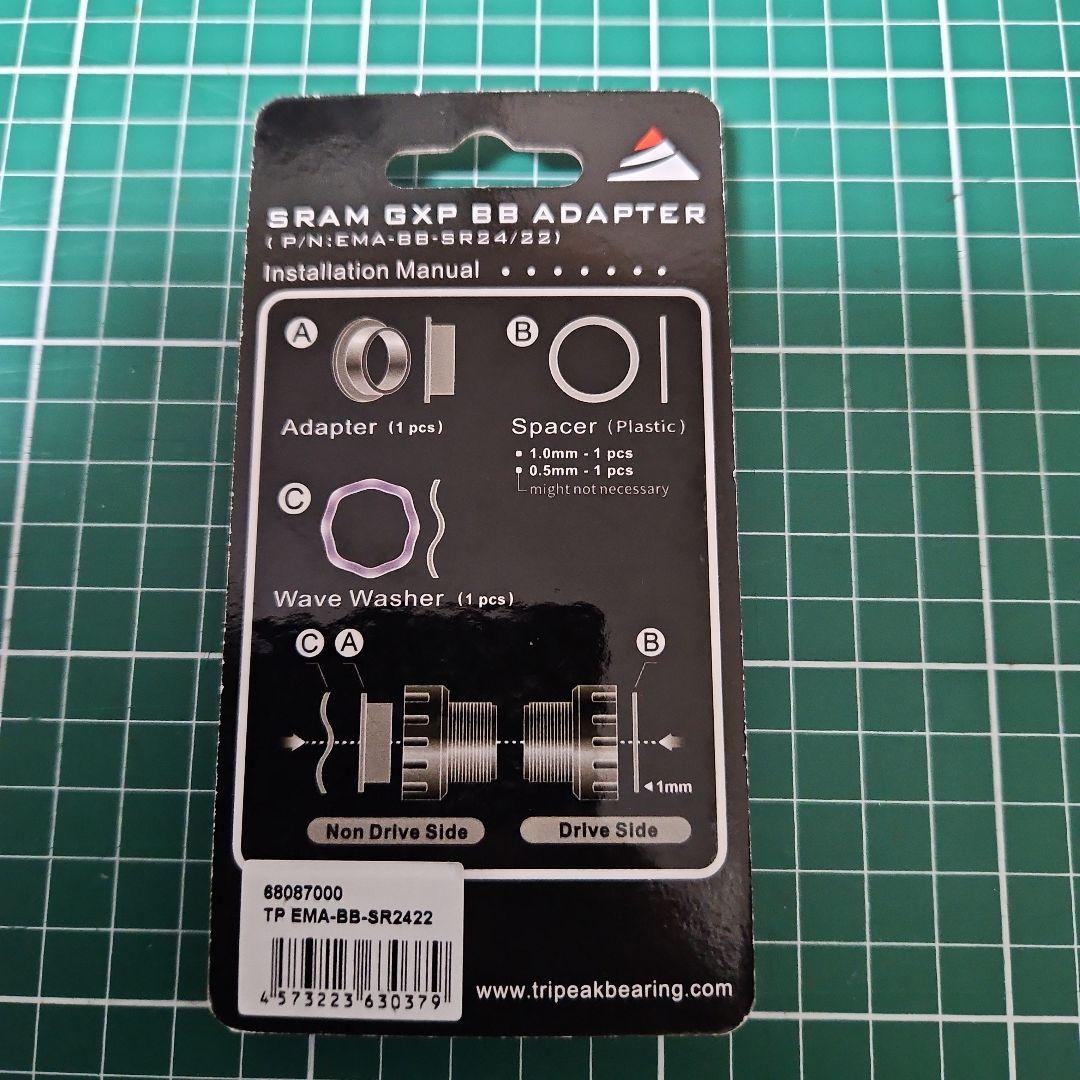 SRAM GXP BB ADAPTER
( P/N:EMA-BB-SR24/22)
Installation Manual • • • • • • •
A
B
Adapter (1 pcs)
Spacer (Plastic)
• 1.0mm - 1 pcs
• 0.5mm - 1 pcs
might not necessary
C
Wave Washer (1 pcs)
C A B
1mm
Non Drive Side
Drive Side
68087000
TP EMA-BB-SR2422
4 573223 630379
www.tripeakbearing.com